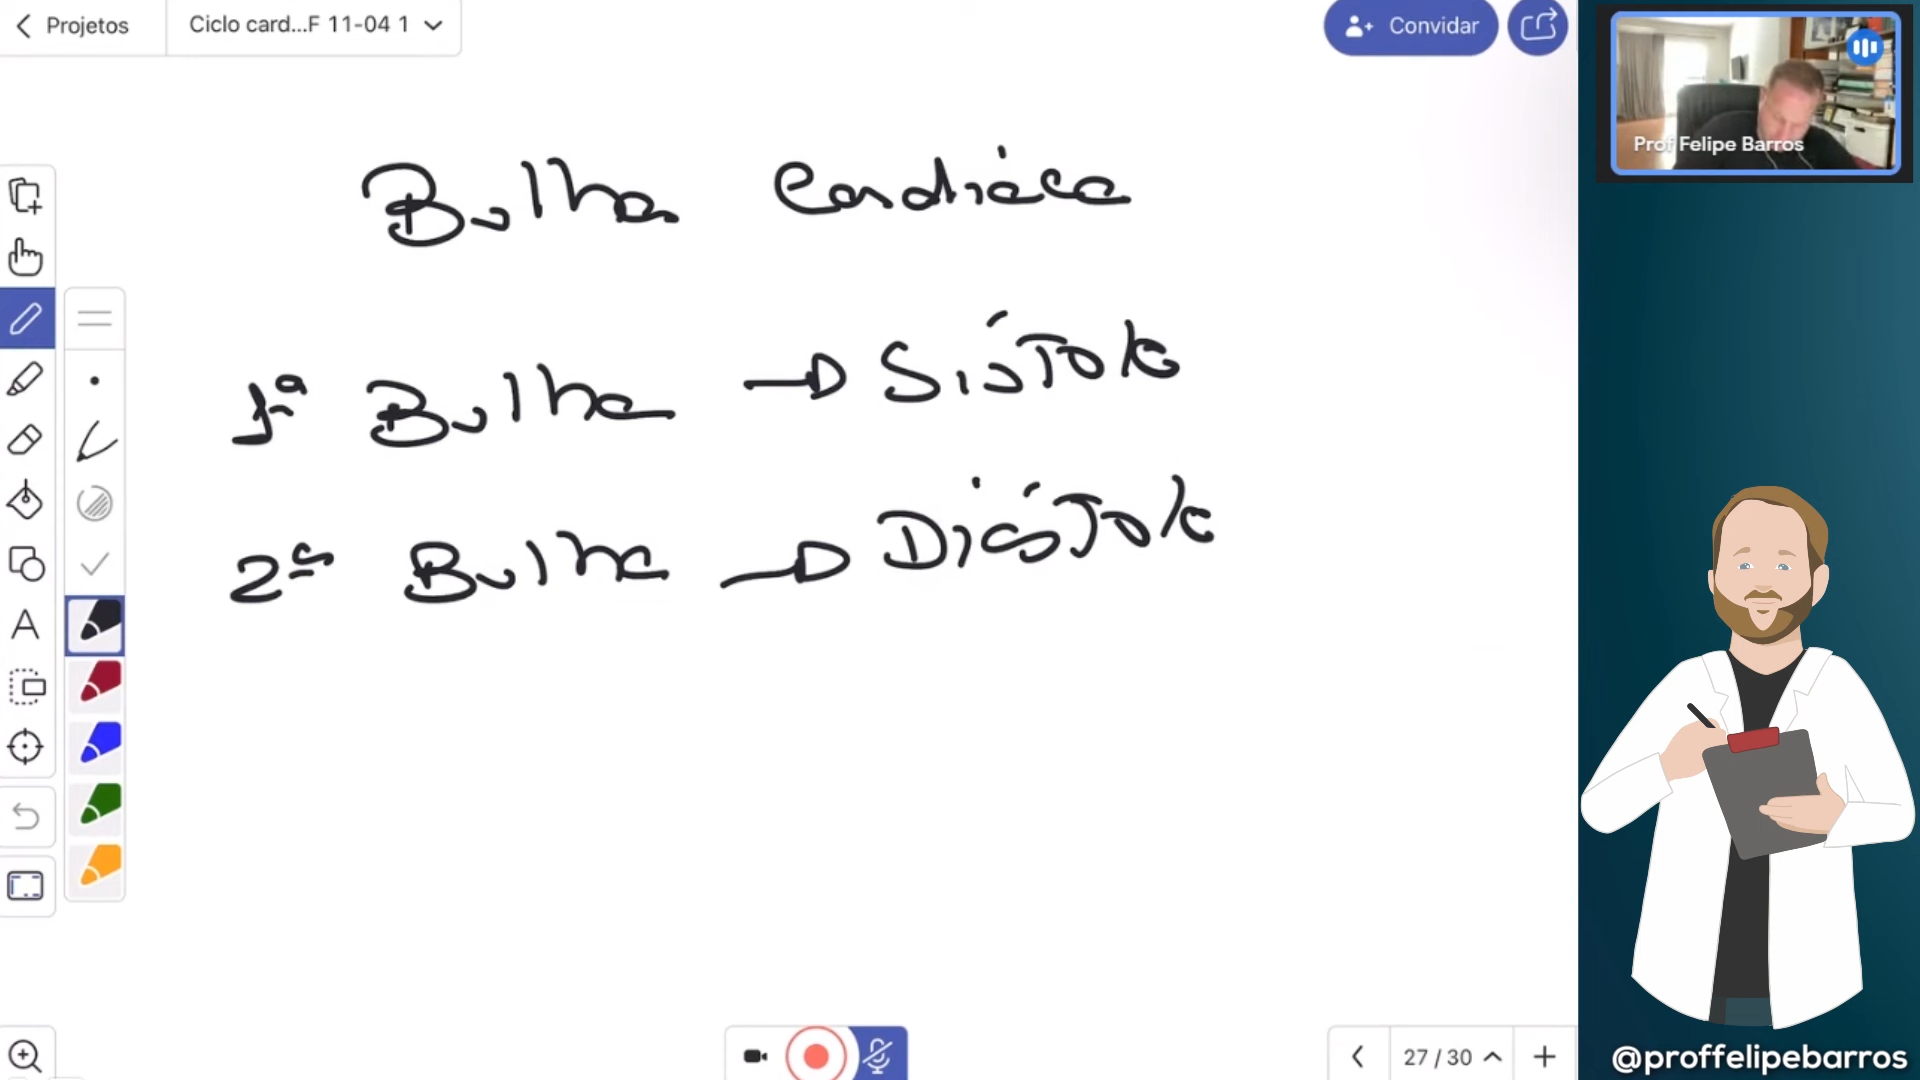 Projetos
Ciclo card...F 11-04 1
Convidar
Prof Felipe Barros
Bulha Cardíaca
1ª Bulha → Sístole
2ª Bulha → Diástole
A
27 / 30
@proffelipebarros